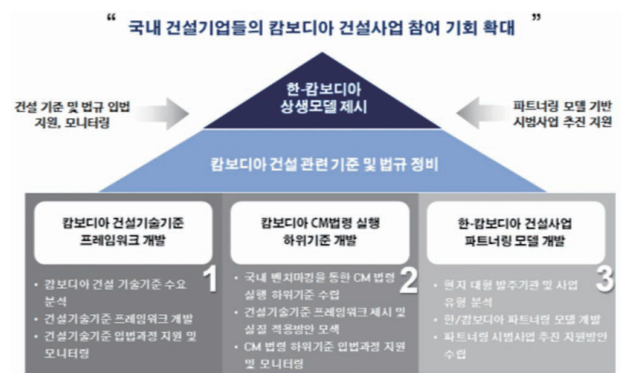 “ 국내 건설기업들의 캄보디아 건설사업 참여 기회 확대 ”
한-캄보디아
상생모델 제시
건설 기준 및 법규 입법
지원, 모니터링
파트너링 모델 기반
시범사업 추진 지원
캄보디아 건설 관련 기준 및 법규 정비
캄보디아 건설기술기준
프레임워크 개발
1
• 캄보디아 건설 기술기준 수요
분석
• 건설기술기준 프레임워크 개발
• 건설기술기준 입법과정 지원 및
모니터링
캄보디아 CM법령 실행
하위기준 개발
2
• 국내 벤치마킹을 통한 CM 법령
실행 하위기준 수립
• 건설기술기준 프레임워크 제시 및
실질 적용방안 모색
• CM 법령 하위기준 입법과정 지원
및 모니터링
한-캄보디아 건설사업
파트너링 모델 개발
3
• 현지 대형 발주기관 및 사업
유형 분석
• 한/캄보디아 파트너링 모델 개발
• 파트너링 시범사업 추진 지원방안
수립